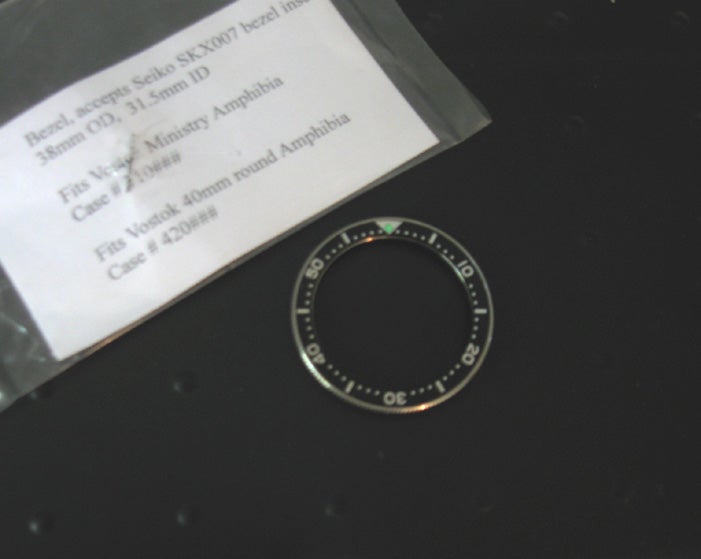 Bezel, accepts Seiko SKX007 bezel
38mm OD, 31.5mm ID
Fits Ministry Amphibia
Case # 10###
Fits Vostok 40mm round Amphibia
Case # 420###
10
20
30
40
50